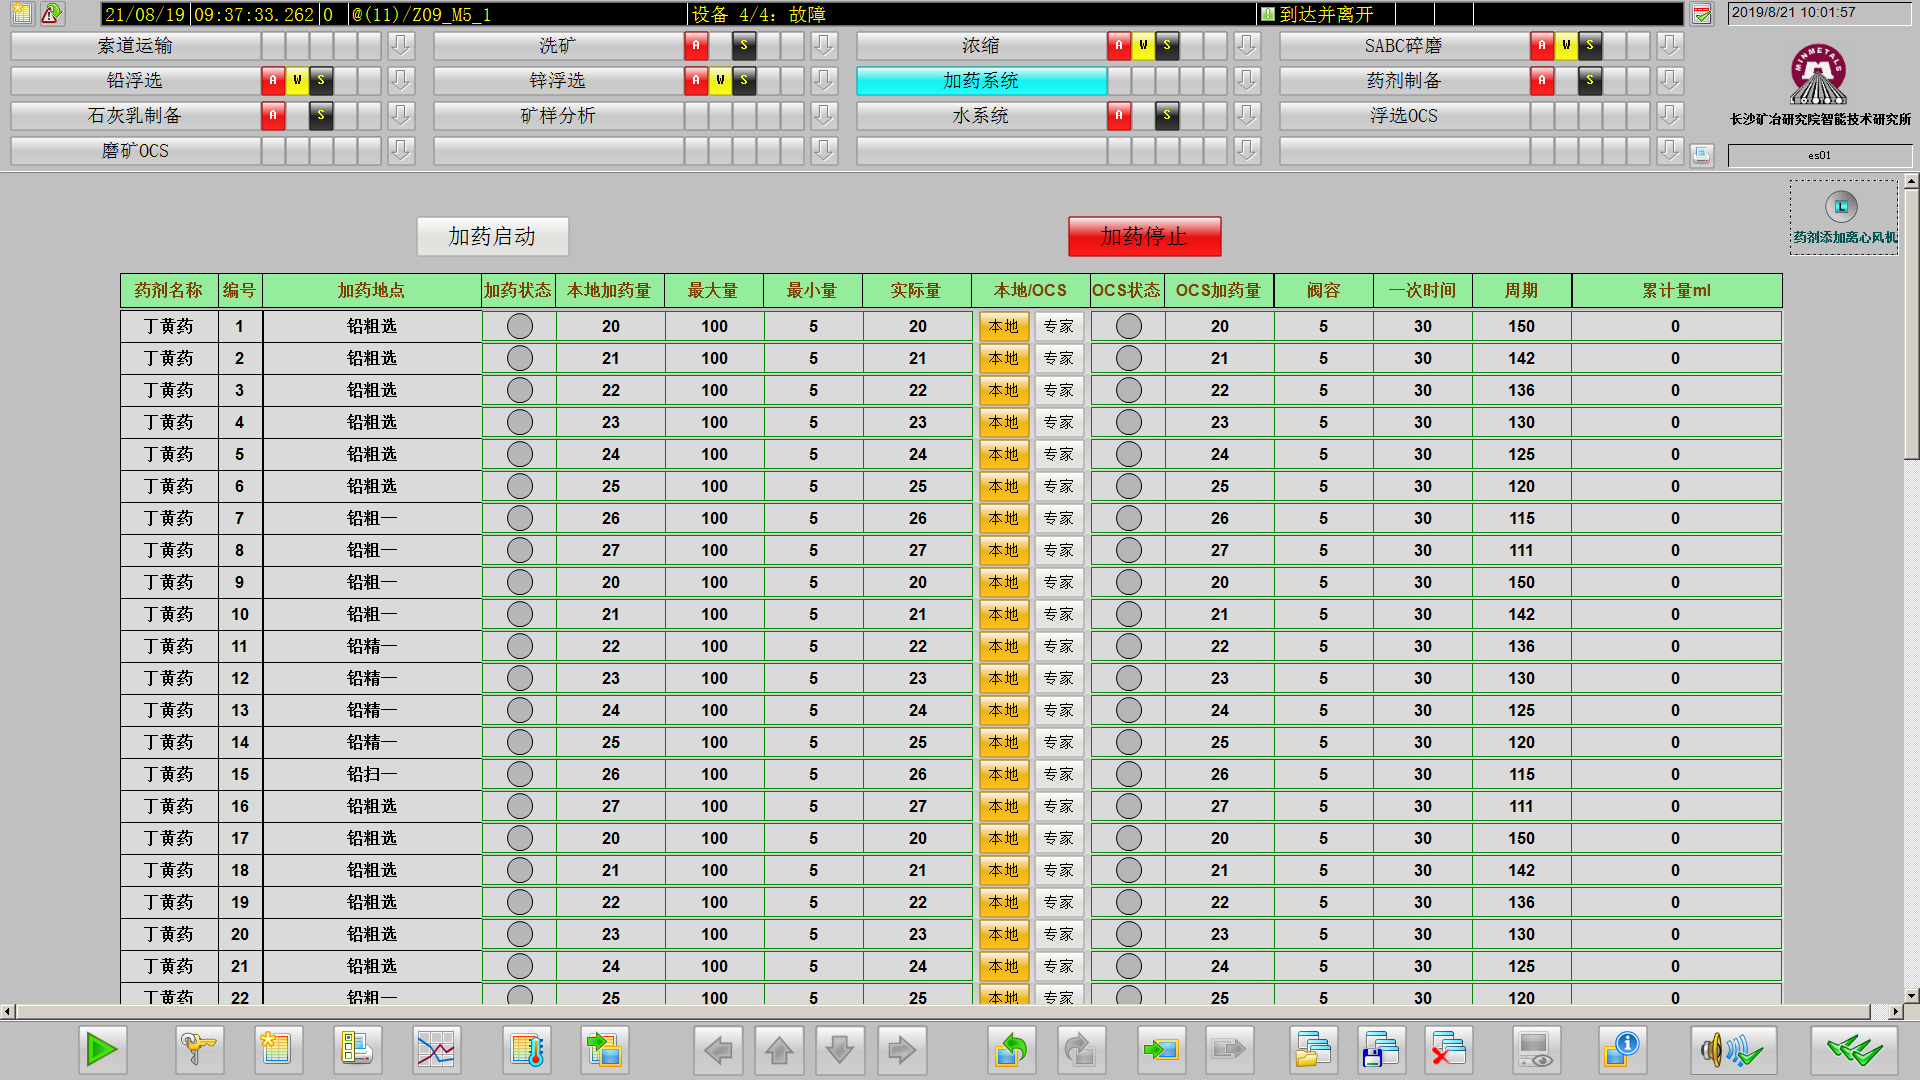 21/08/19 09:37:33.262 0 @(11)/Z09_M5_1 设备 4/4: 故障 到达并离开 2019/8/21 10:01:57
索道运输 洗矿 A S 浓缩 A W S SABC碎磨 A W S
铅浮选 A W S 锌浮选 A W S 加药系统 药剂制备 A S
石灰乳制备 A S 矿样分析 水系统 A S 浮选OCS
磨矿OCS
MINMETALS
长沙矿冶研究院智能技术研究所
es01
加药启动 加药停止
L
药剂添加离心风机
药剂名称 编号 加药地点 加药状态 本地加药量 最大量 最小量 实际量 本地/OCS OCS状态 OCS加药量 阀容 一次时间 周期 累计量ml
丁黄药 1 铅粗选 20 100 5 20 本地 专家 20 5 30 150 0
丁黄药 2 铅粗选 21 100 5 21 本地 专家 21 5 30 142 0
丁黄药 3 铅粗选 22 100 5 22 本地 专家 22 5 30 136 0
丁黄药 4 铅粗选 23 100 5 23 本地 专家 23 5 30 130 0
丁黄药 5 铅粗选 24 100 5 24 本地 专家 24 5 30 125 0
丁黄药 6 铅粗选 25 100 5 25 本地 专家 25 5 30 120 0
丁黄药 7 铅粗一 26 100 5 26 本地 专家 26 5 30 115 0
丁黄药 8 铅粗一 27 100 5 27 本地 专家 27 5 30 111 0
丁黄药 9 铅粗一 20 100 5 20 本地 专家 20 5 30 150 0
丁黄药 10 铅粗一 21 100 5 21 本地 专家 21 5 30 142 0
丁黄药 11 铅精一 22 100 5 22 本地 专家 22 5 30 136 0
丁黄药 12 铅精一 23 100 5 23 本地 专家 23 5 30 130 0
丁黄药 13 铅精一 24 100 5 24 本地 专家 24 5 30 125 0
丁黄药 14 铅精一 25 100 5 25 本地 专家 25 5 30 120 0
丁黄药 15 铅扫一 26 100 5 26 本地 专家 26 5 30 115 0
丁黄药 16 铅粗选 27 100 5 27 本地 专家 27 5 30 111 0
丁黄药 17 铅粗选 20 100 5 20 本地 专家 20 5 30 150 0
丁黄药 18 铅粗选 21 100 5 21 本地 专家 21 5 30 142 0
丁黄药 19 铅粗选 22 100 5 22 本地 专家 22 5 30 136 0
丁黄药 20 铅粗选 23 100 5 23 本地 专家 23 5 30 130 0
丁黄药 21 铅粗选 24 100 5 24 本地 专家 24 5 30 125 0
丁黄药 22 铅粗一 25 100 5 25 本地 专家 25 5 30 120 0